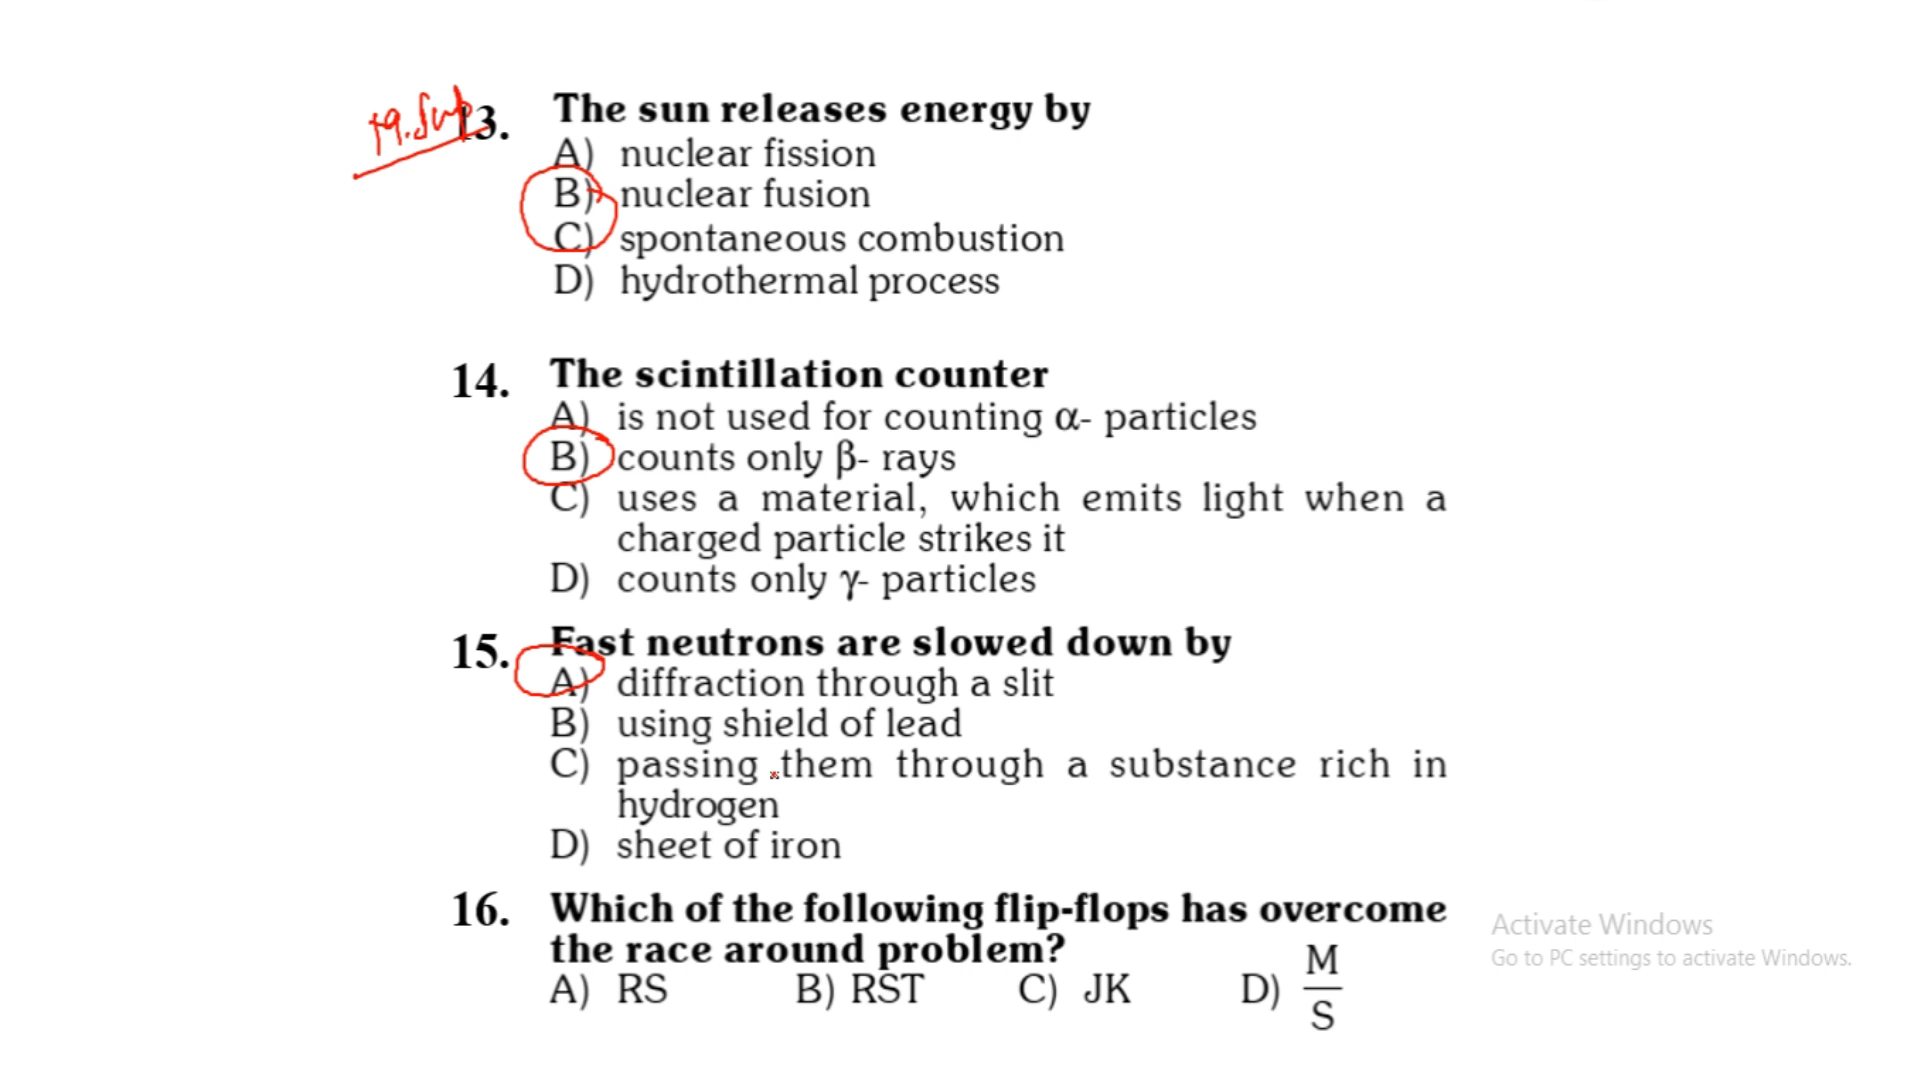 13. The sun releases energy by
A) nuclear fission
B) nuclear fusion
C) spontaneous combustion
D) hydrothermal process
14. The scintillation counter
A) is not used for counting α- particles
B) counts only β- rays
C) uses a material, which emits light when a
charged particle strikes it
D) counts only γ- particles
15. Fast neutrons are slowed down by
A) diffraction through a slit
B) using shield of lead
C) passing them through a substance rich in
hydrogen
D) sheet of iron
16. Which of the following flip-flops has overcome
the race around problem?
A) RS B) RST C) JK D) M/S
Activate Windows
Go to PC settings to activate Windows.